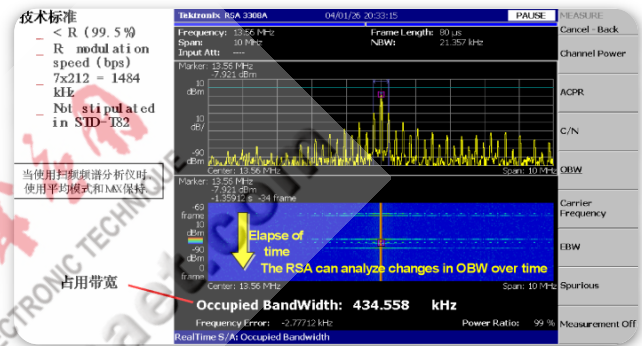 技术标准
– < R (99.5%)
– R modulation
speed (bps)
– 7x212 = 1484
kHz
– Not stipulated
in STD-T82
当使用扫频频谱分析仪时,
使用平均模式和MAX保持
占用带宽
Tektronix RSA 3308A 04/01/26 20:33:15 PAUSE
Frequency: 13.56 MHz Frame Length: 80 µs
Span: 10 MHz NBW: 21.357 kHz
Input Att: ----
Marker: 13.56 MHz
-7.921 dBm
10
dBm
10
dB/
-90
dBm
Center: 13.56 MHz Span: 10 MHz
Marker: 13.56 MHz
-7.921 dBm
-1.35912 s -34 frame
-69
frame
10
dBm
-90
dBm
0
frame
Elapse of
time
The RSA can analyze changes in OBW over time
Center: 13.56 MHz Span: 10 MHz
Occupied BandWidth: 434.558 kHz
Frequency Error: -2.77712 kHz Power Ratio: 99 %
RealTime S/A: Occupied Bandwidth
MEASURE
Cancel - Back
Channel Power
ACPR
C/N
OBW
Carrier
Frequency
EBW
Spurious
Measurement Off
ECTRONIC TECHNIQUE
aet.com